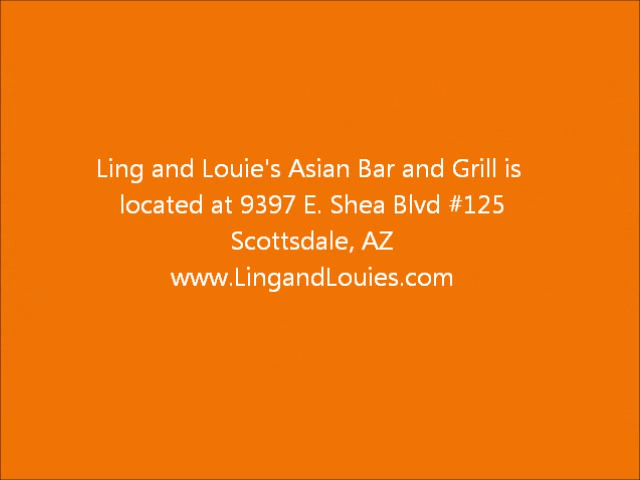 Ling and Louie's Asian Bar and Grill is
located at 9397 E. Shea Blvd #125
Scottsdale, AZ
www.LingandLouies.com